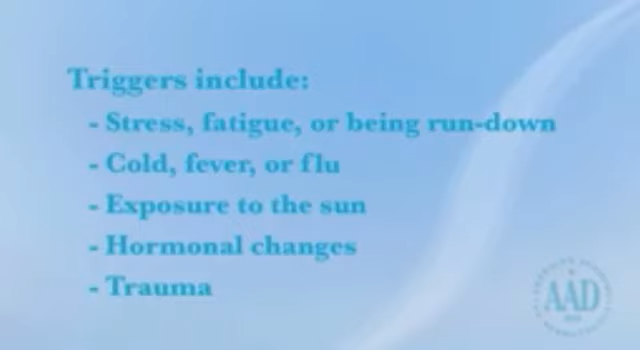 Triggers include:
- Stress, fatigue, or being run-down
- Cold, fever, or flu
- Exposure to the sun
- Hormonal changes
- Trauma
AAD